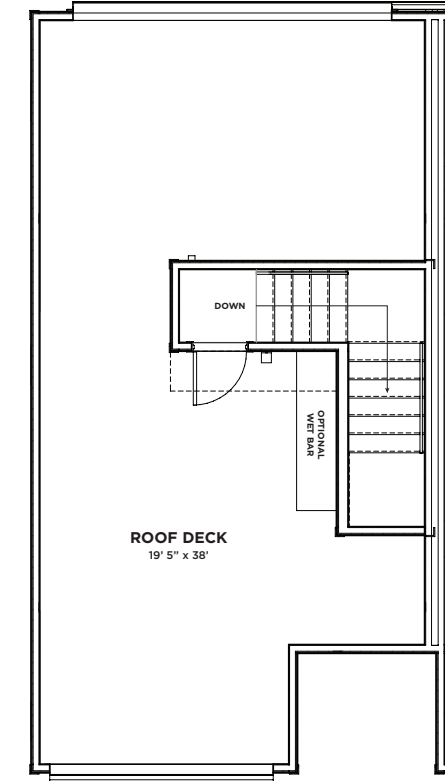 DOWN
OPTIONAL
WET BAR
ROOF DECK
19' 5” x 38'